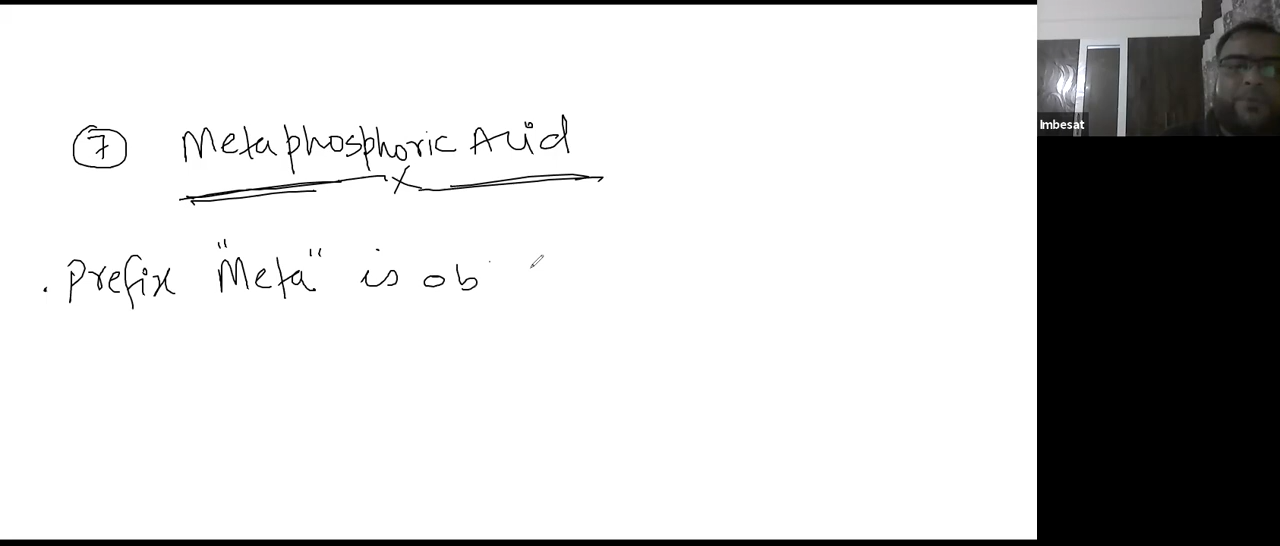 7 Metaphosphoric Acid
Imbesat
. Prefix "Meta" is ob